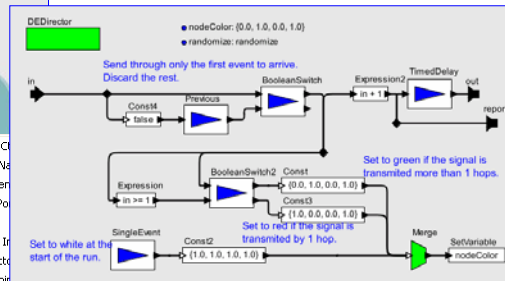 DEDirector
nodeColor: {0.0, 1.0, 0.0, 1.0}
randomize: randomize
Send through only the first event to arrive.
Discard the rest.
in
BooleanSwitch
Expression2
TimedDelay
out
Const4
Previous
false
in + 1
repor
BooleanSwitch2
Const
Set to green if the signal is
transmited more than 1 hops.
{0.0, 1.0, 0.0, 1.0}
Expression
in >= 1
Const3
{1.0, 0.0, 0.0, 1.0}
Set to red if the signal is
transmited by 1 hop.
SingleEvent
Set to white at the
start of the run.
Const2
{1.0, 1.0, 1.0, 1.0}
Merge
SetVariable
nodeColor